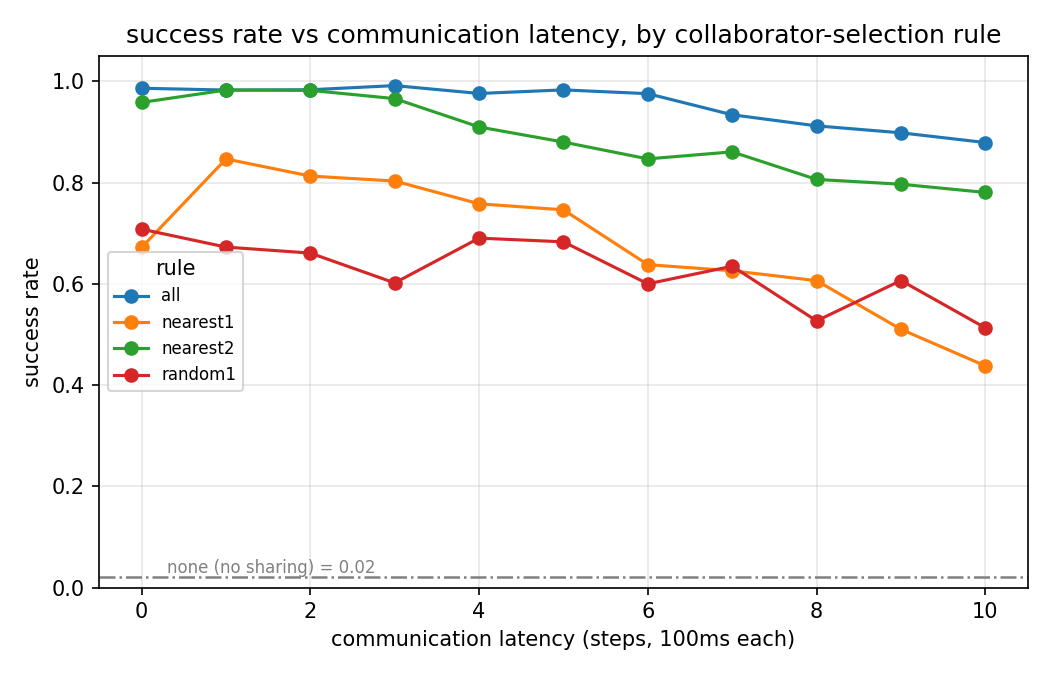 success rate vs communication latency, by collaborator-selection rule
success rate
1.0
0.8
0.6
0.4
0.2
0.0
rule
all
nearest1
nearest2
random1
none (no sharing) = 0.02
0 2 4 6 8 10
communication latency (steps, 100ms each)